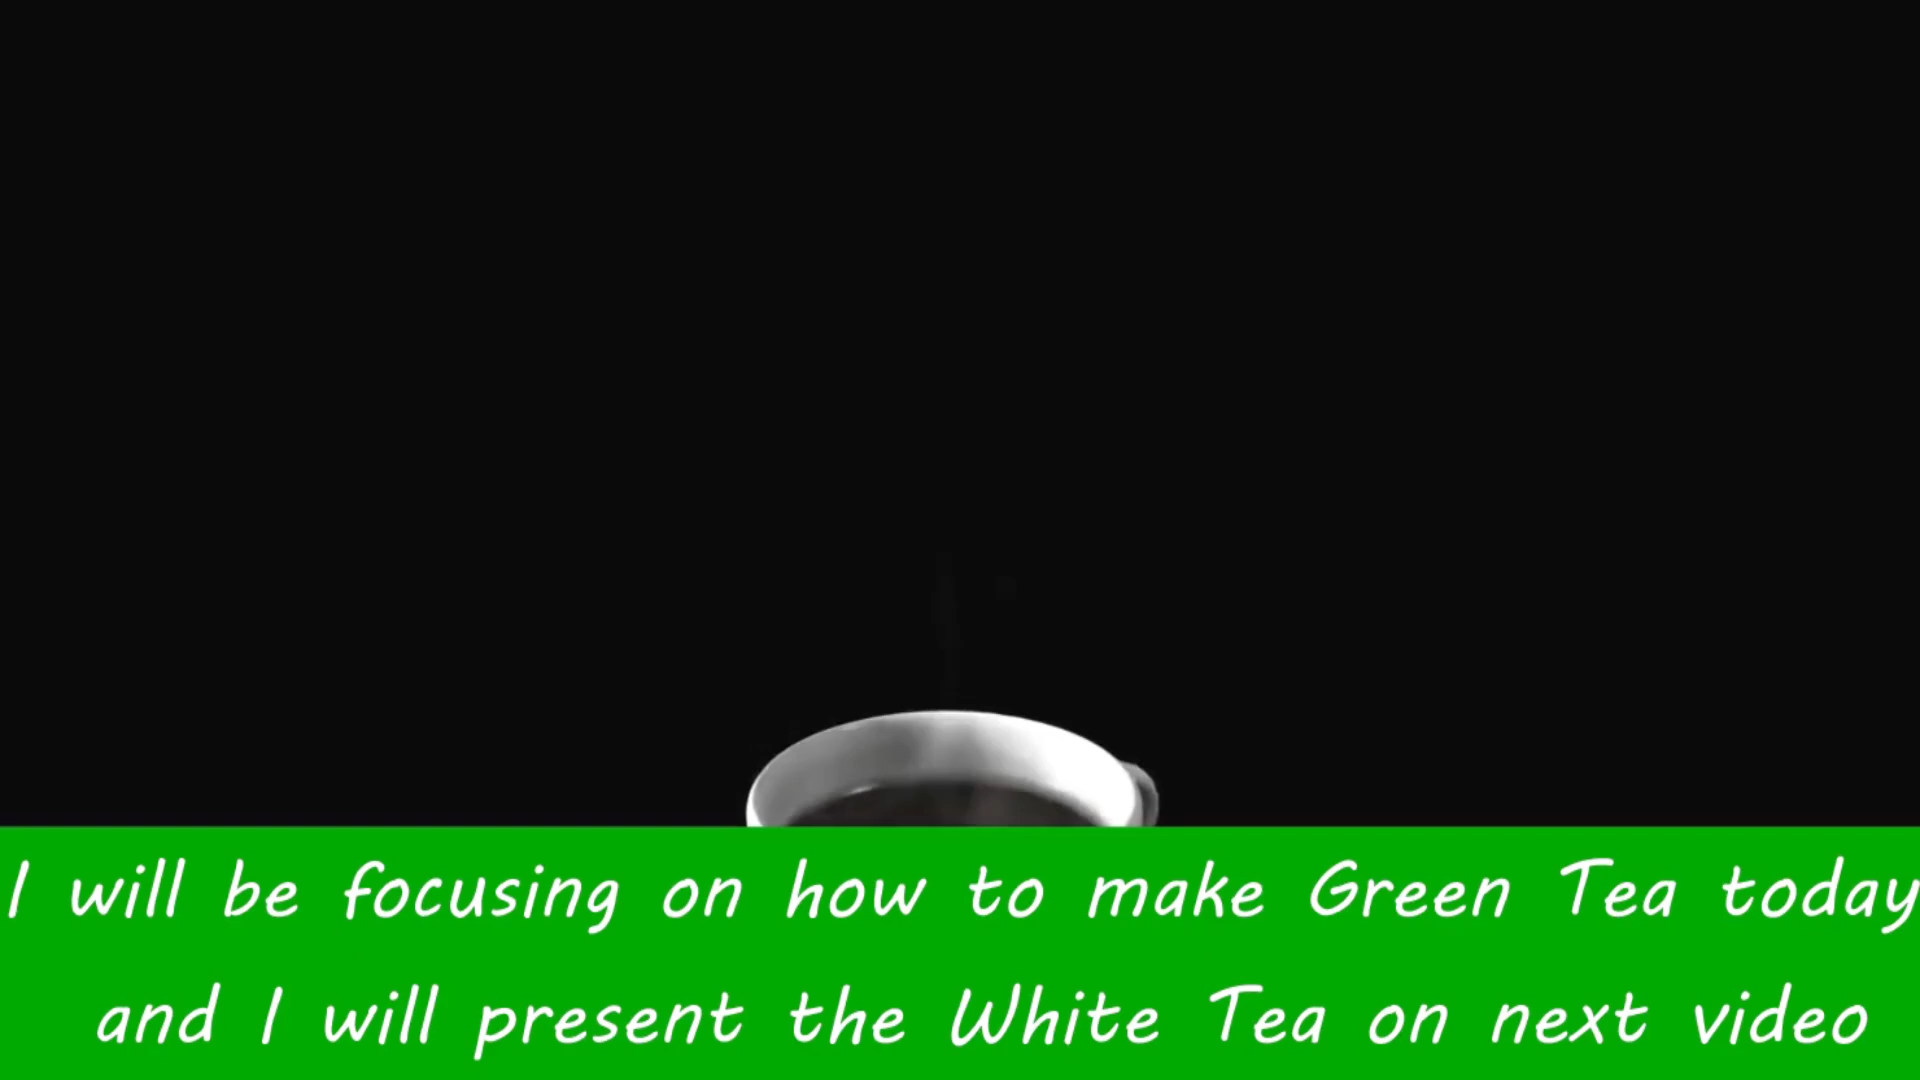 I will be focusing on how to make Green Tea today
and I will present the White Tea on next video